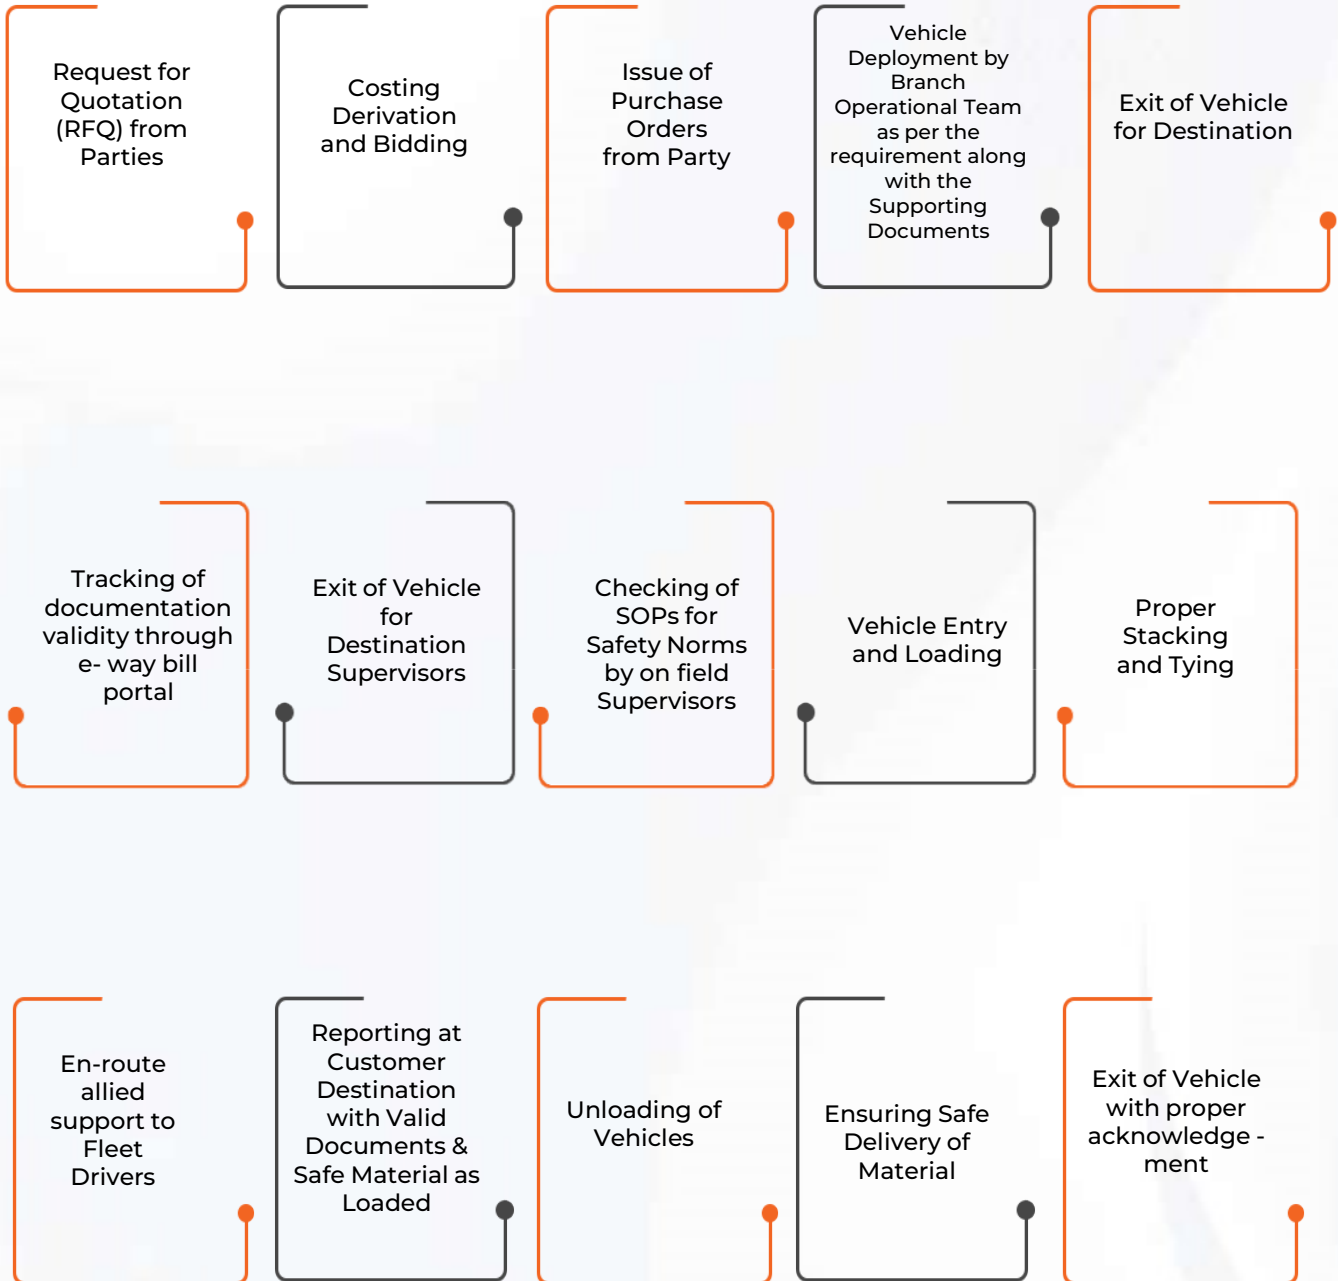 Request for
Quotation
(RFQ) from
Parties
Costing
Derivation
and Bidding
Issue of
Purchase
Orders
from Party
Vehicle
Deployment by
Branch
Operational Team
as per the
requirement along
with the
Supporting
Documents
Exit of Vehicle
for Destination
Tracking of
documentation
validity through
e- way bill
portal
Exit of Vehicle
for
Destination
Supervisors
Checking of
SOPs for
Safety Norms
by on field
Supervisors
Vehicle Entry
and Loading
Proper
Stacking
and Tying
En-route
allied
support to
Fleet
Drivers
Reporting at
Customer
Destination
with Valid
Documents &
Safe Material as
Loaded
Unloading of
Vehicles
Ensuring Safe
Delivery of
Material
Exit of Vehicle
with proper
acknowledge -
ment